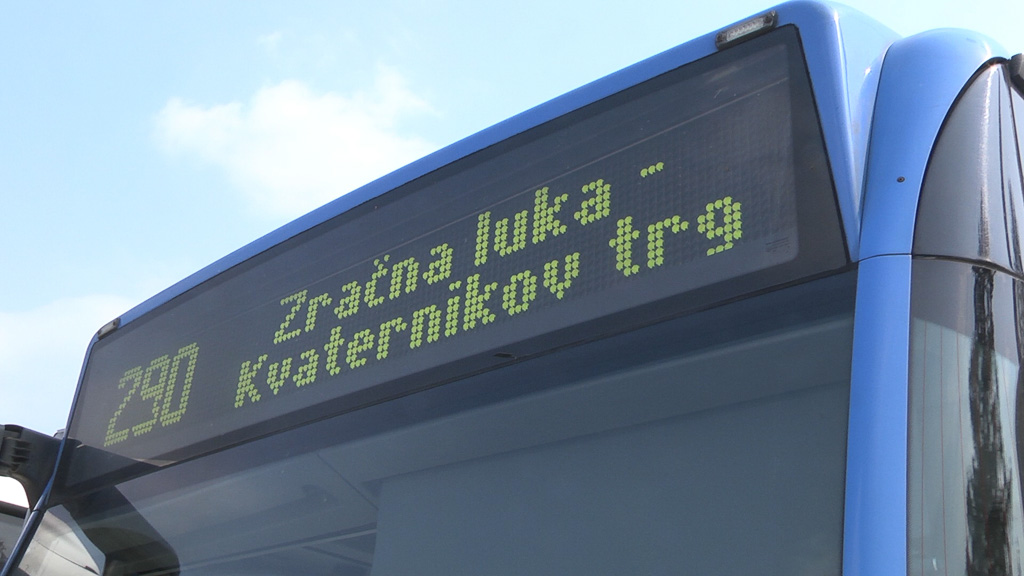 290
Zračna luka -
Kvaternikov trg